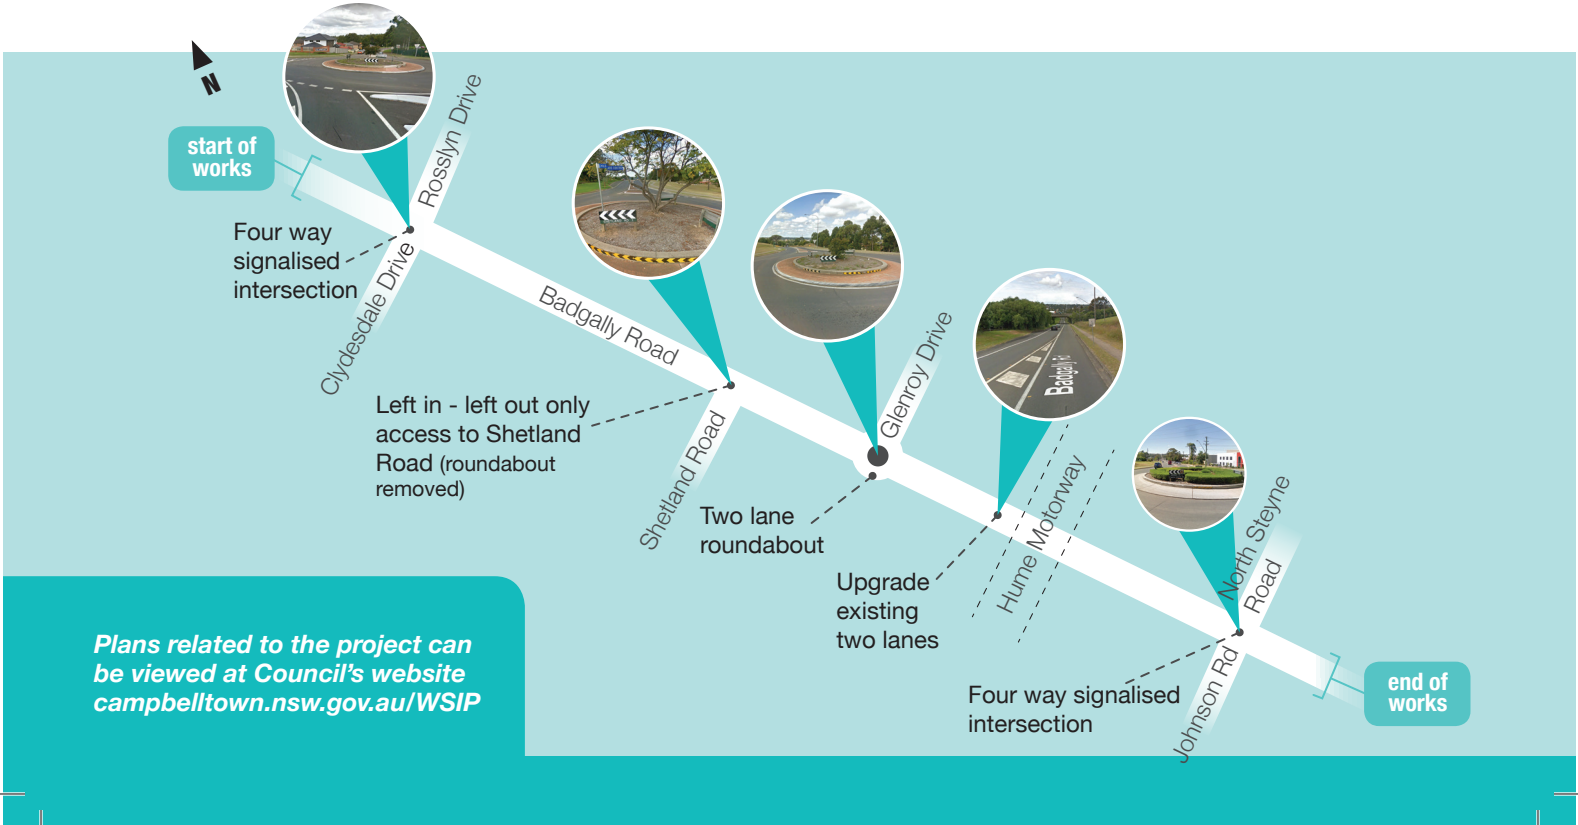 N
start of
works
Rosslyn Drive
Four way
signalised
intersection
Clydesdale Drive
Badgally Road
Left in - left out only
access to Shetland
Road (roundabout
removed)
Shetland Road
Glenroy Drive
Two lane
roundabout
Badgally Rd
Upgrade
existing
two lanes
Hume Motorway
North Steyne
Road
Four way signalised
intersection
Johnson Rd
end of
works
Plans related to the project can
be viewed at Council's website
campbelltown.nsw.gov.au/WSIP